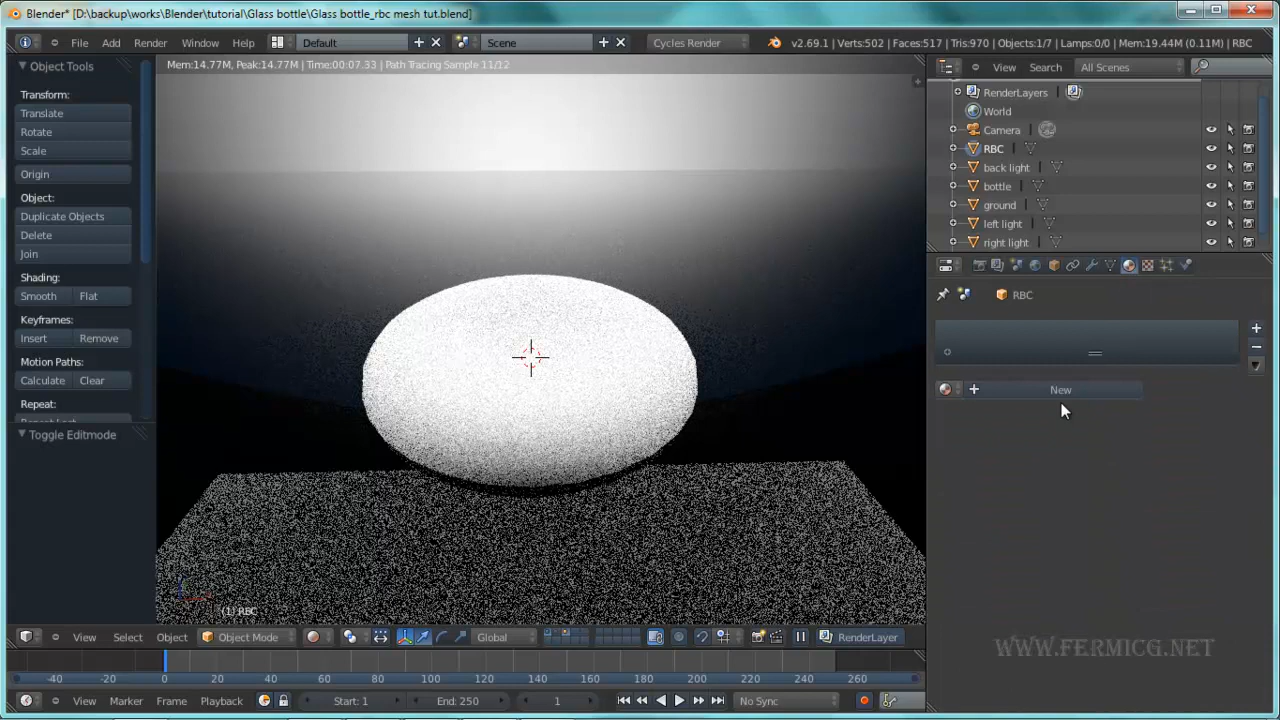 Blender* [D:\backup\works\Blender\tutorial\Glass bottle\Glass bottle_rbc mesh tut.blend]
File Add Render Window Help Default Scene Cycles Render v2.69.1 | Verts:502 | Faces:517 | Tris:970 | Objects:1/7 | Lamps:0/0 | Mem:19.44M (0.11M) | RBC
Object Tools
Transform:
Translate
Rotate
Scale
Origin
Object:
Duplicate Objects
Delete
Join
Shading:
Smooth Flat
Keyframes:
Insert Remove
Motion Paths:
Calculate Clear
Repeat:
Toggle Editmode
Mem:14.77M, Peak:14.77M | Time:00:07.33 | Path Tracing Sample 11/12
(1) RBC
View Search All Scenes
RenderLayers
World
Camera
RBC
back light
bottle
ground
left light
right light
RBC
New
WWW.FERMICG.NET
View Select Object Object Mode Global RenderLayer
-40 -20 0 20 40 60 80 100 120 140 160 180 200 220 240 260
View Marker Frame Playback Start: 1 End: 250 1 No Sync